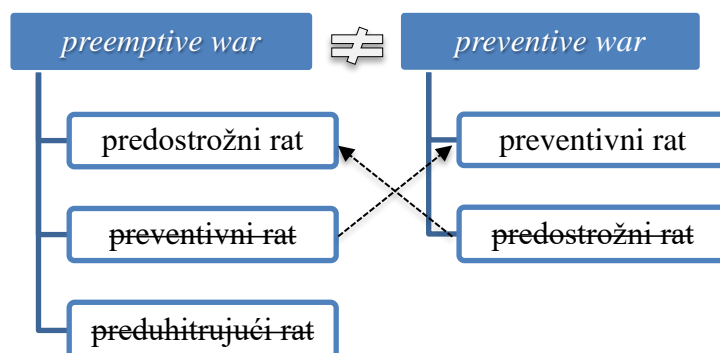 preemptive war ≠ preventive war
predostrožni rat
preventivni rat
preduhitrujući rat
preventivni rat
predostrožni rat